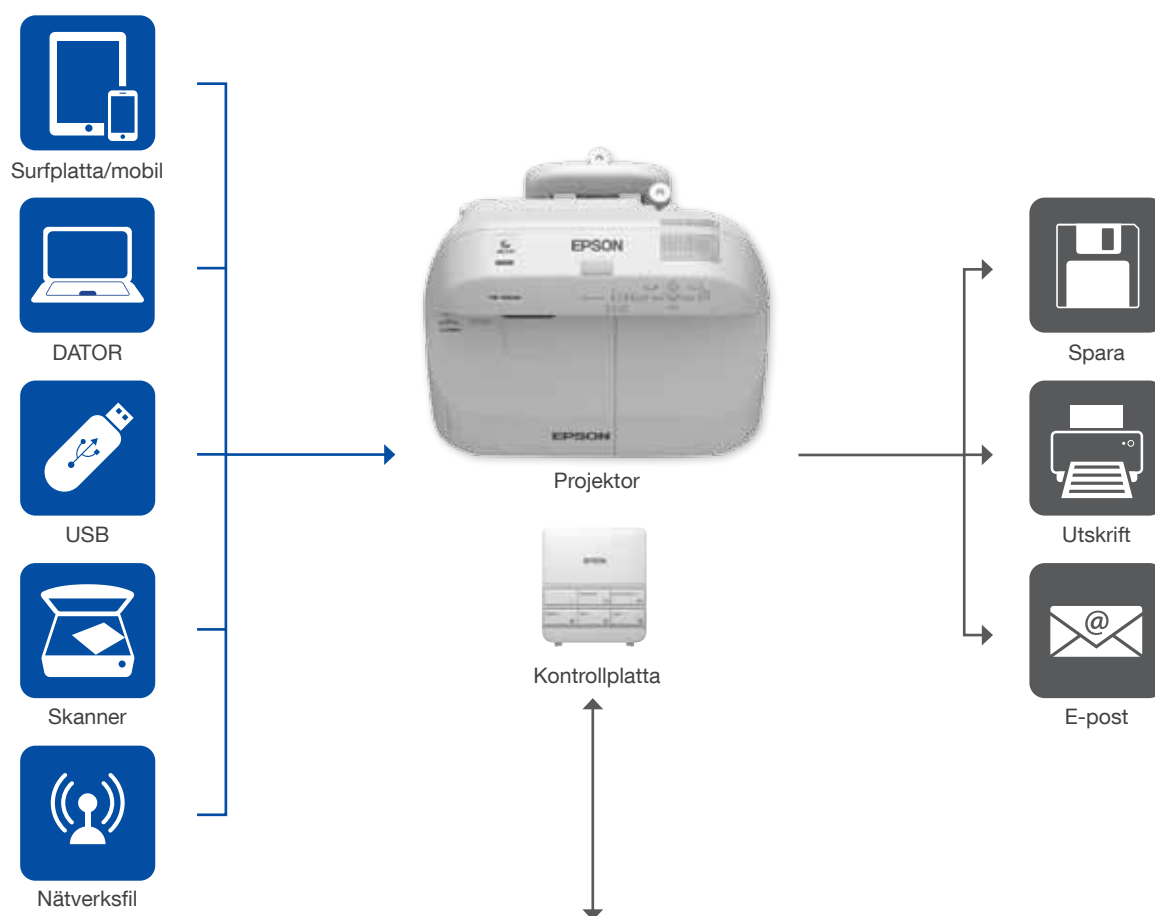 Surfplatta/mobil
DATOR
USB
Skanner
Nätverksfil
EPSON
EPSON
Projektor
EPSON
Kontrollplatta
Spara
Utskrift
@
E-post